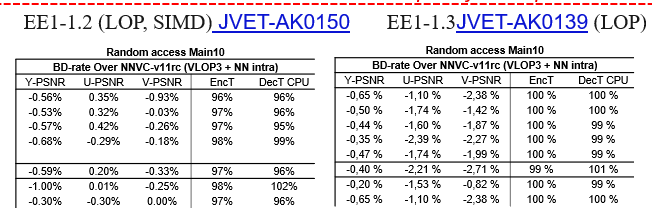 EE1-1.2 (LOP, SIMD) JVET-AK0150
Random access Main10
BD-rate Over NNVC-v11rc (VLOP3 + NN intra)
Y-PSNR U-PSNR V-PSNR EncT DecT CPU
-0.56% 0.35% -0.93% 96% 96%
-0.53% 0.32% -0.03% 97% 96%
-0.57% 0.42% -0.26% 97% 95%
-0.68% -0.29% -0.18% 98% 99%
-0.59% 0.20% -0.33% 97% 96%
-1.00% 0.01% -0.25% 98% 102%
-0.30% -0.30% 0.00% 97% 96%
EE1-1.3JVET-AK0139 (LOP)
Random access Main10
BD-rate Over NNVC-v11rc (VLOP3 + NN intra)
Y-PSNR U-PSNR V-PSNR EncT DecT CPU
-0,65 % -1,10 % -2,38 % 100 % 100 %
-0,50 % -1,74 % -1,42 % 100 % 100 %
-0,44 % -1,60 % -1,87 % 100 % 99 %
-0,35 % -2,39 % -2,27 % 100 % 99 %
-0,47 % -1,74 % -1,99 % 100 % 99 %
-0,40 % -2,21 % -2,71 % 99 % 101 %
-0,20 % -1,53 % -0,82 % 100 % 99 %
-0,65 % -1,10 % -2,38 % 100 % 100 %